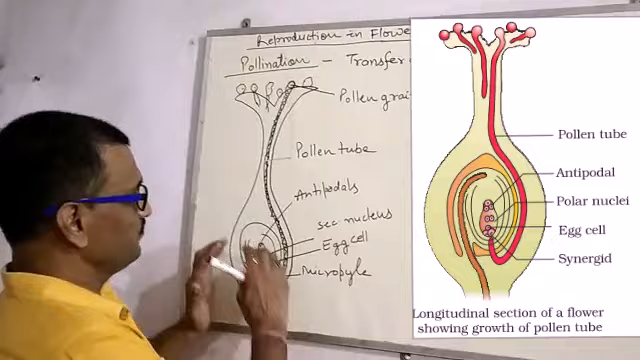 Reproduction in Flowe
Pollination – Transfer
Pollen grai
Pollen tube
Antipodals
sec nucleus
Egg cell
Micropyle
Pollen tube
Antipodal
Polar nuclei
Egg cell
Synergid
Longitudinal section of a flower
showing growth of pollen tube